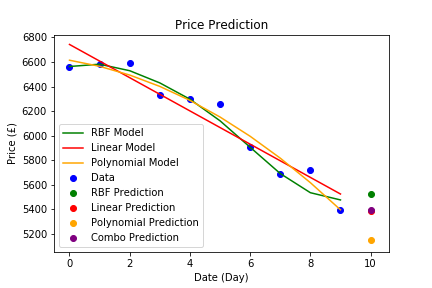 Price Prediction
6800
6600
6400
6200
6000
5800
5600
5400
5200
Price (£)
RBF Model
Linear Model
Polynomial Model
Data
RBF Prediction
Linear Prediction
Polynomial Prediction
Combo Prediction
0 2 4 6 8 10
Date (Day)